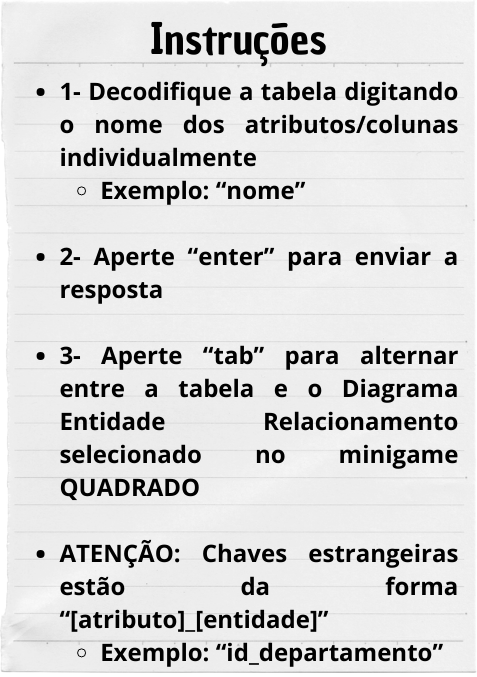 Instruções
• 1- Decodifique a tabela digitando
o nome dos atributos/colunas
individualmente
○ Exemplo: “nome”
• 2- Aperte “enter” para enviar a
resposta
• 3- Aperte “tab” para alternar
entre a tabela e o Diagrama
Entidade Relacionamento
selecionado no minigame
QUADRADO
• ATENÇÃO: Chaves estrangeiras
estão da forma
“[atributo]_[entidade]”
○ Exemplo: “id_departamento”